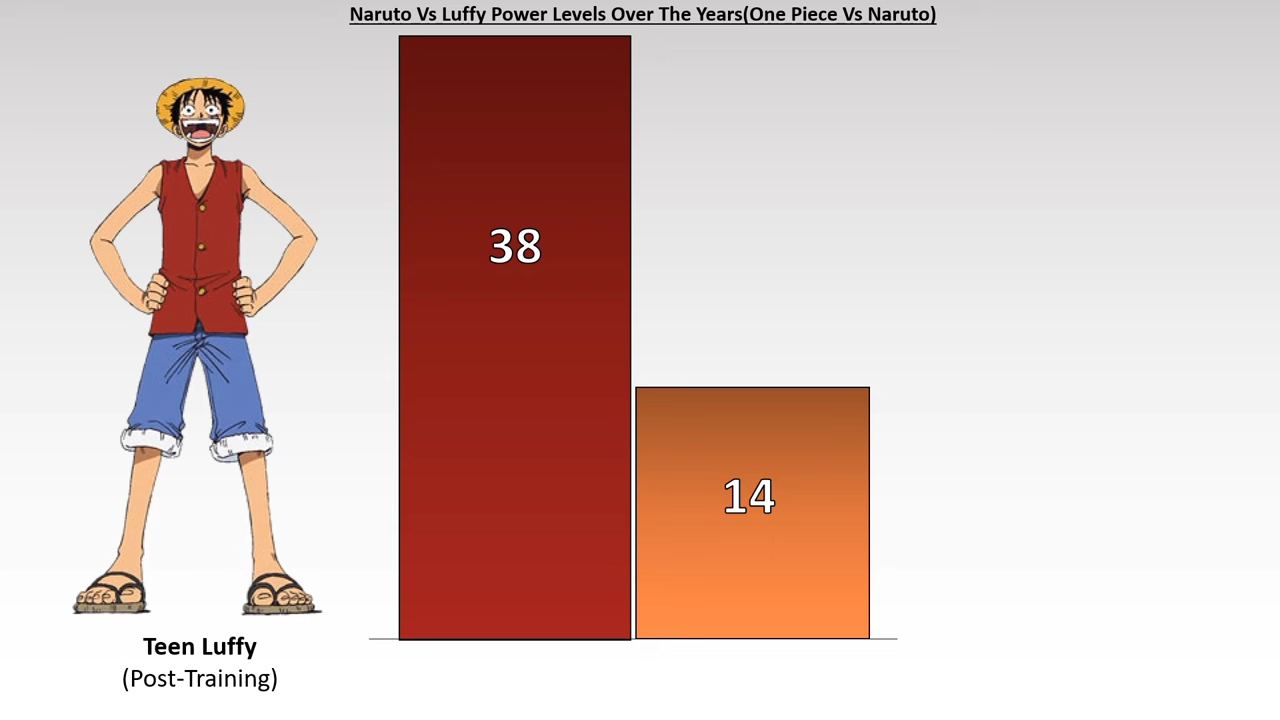 Naruto Vs Luffy Power Levels Over The Years(One Piece Vs Naruto)
38
14
Teen Luffy
(Post-Training)